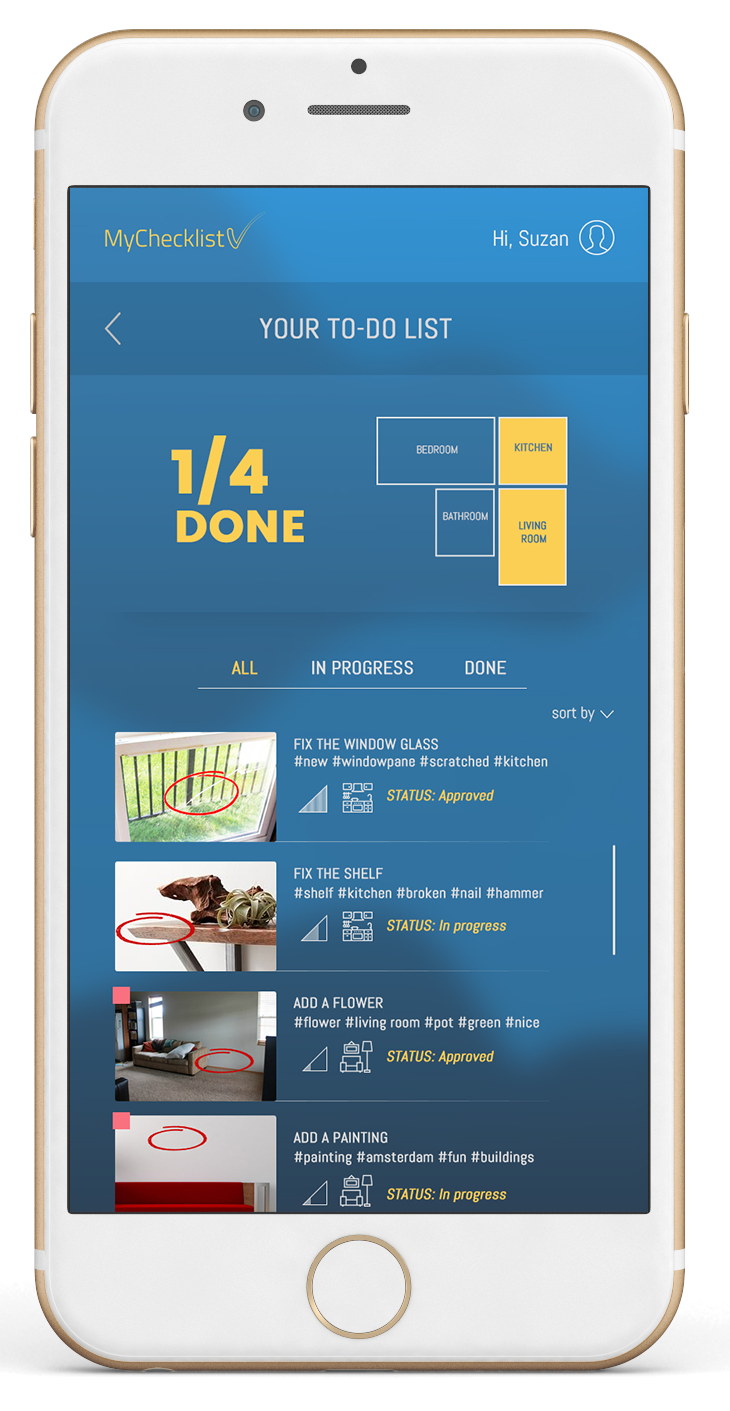 MyChecklist
Hi, Suzan
YOUR TO-DO LIST
1/4
DONE
BEDROOM
KITCHEN
BATHROOM
LIVING
ROOM
ALL
IN PROGRESS
DONE
sort by
FIX THE WINDOW GLASS
#new #windowpane #scratched #kitchen
STATUS: Approved
FIX THE SHELF
#shelf #kitchen #broken #nail #hammer
STATUS: In progress
ADD A FLOWER
#flower #living room #pot #green #nice
STATUS: Approved
ADD A PAINTING
#painting #amsterdam #fun #buildings
STATUS: In progress